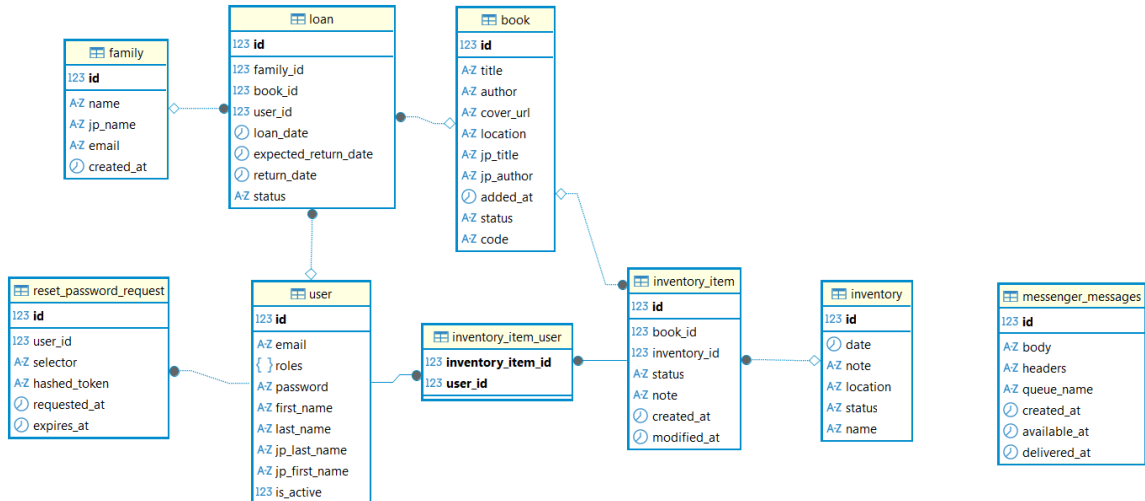 family
123 id
A-Z name
A-Z jp_name
A-Z email
created_at
loan
123 id
123 family_id
123 book_id
123 user_id
loan_date
expected_return_date
return_date
A-Z status
book
123 id
A-Z title
A-Z author
A-Z cover_url
A-Z location
A-Z jp_title
A-Z jp_author
added_at
A-Z status
A-Z code
reset_password_request
123 id
123 user_id
A-Z selector
A-Z hashed_token
requested_at
expires_at
user
123 id
A-Z email
{ } roles
A-Z password
A-Z first_name
A-Z last_name
A-Z jp_last_name
A-Z jp_first_name
123 is_active
inventory_item_user
123 inventory_item_id
123 user_id
inventory_item
123 id
123 book_id
123 inventory_id
A-Z status
A-Z note
created_at
modified_at
inventory
123 id
date
A-Z note
A-Z location
A-Z status
A-Z name
messenger_messages
123 id
A-Z body
A-Z headers
A-Z queue_name
created_at
available_at
delivered_at